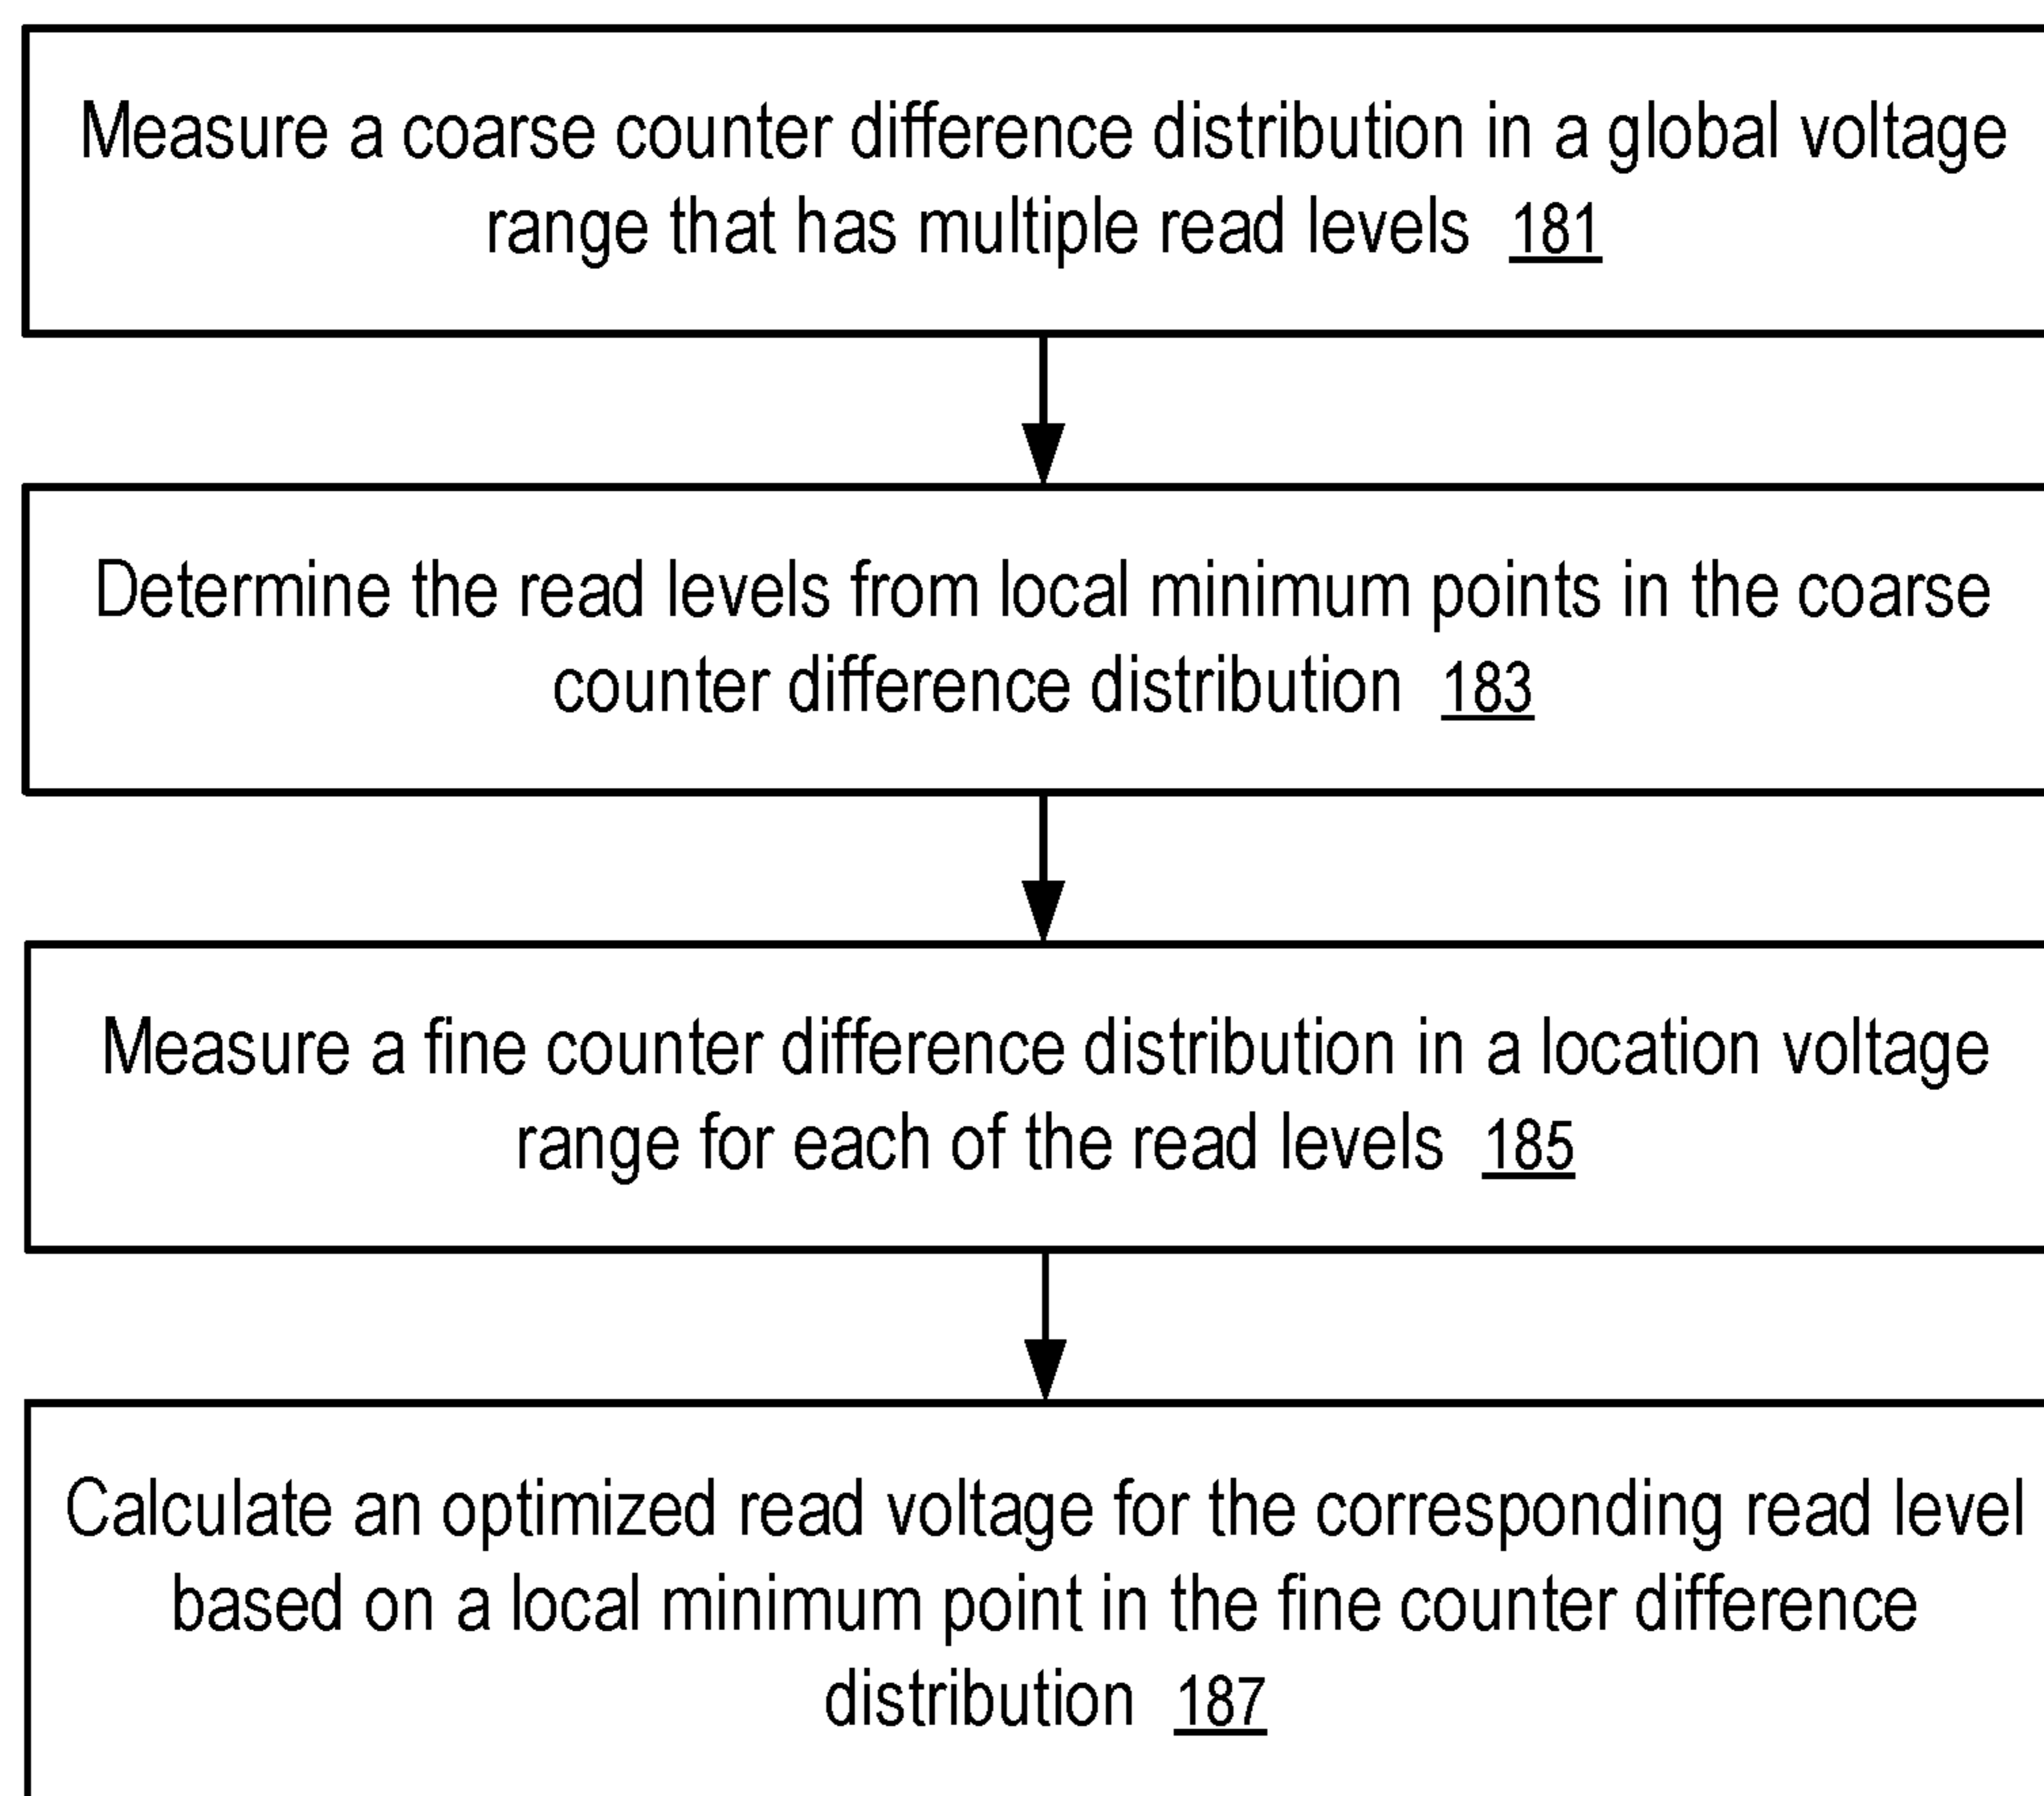 Measure a coarse counter difference distribution in a global voltage
range that has multiple read levels 181
Determine the read levels from local minimum points in the coarse
counter difference distribution 183
Measure a fine counter difference distribution in a location voltage
range for each of the read levels 185
Calculate an optimized read voltage for the corresponding read level
based on a local minimum point in the fine counter difference
distribution 187